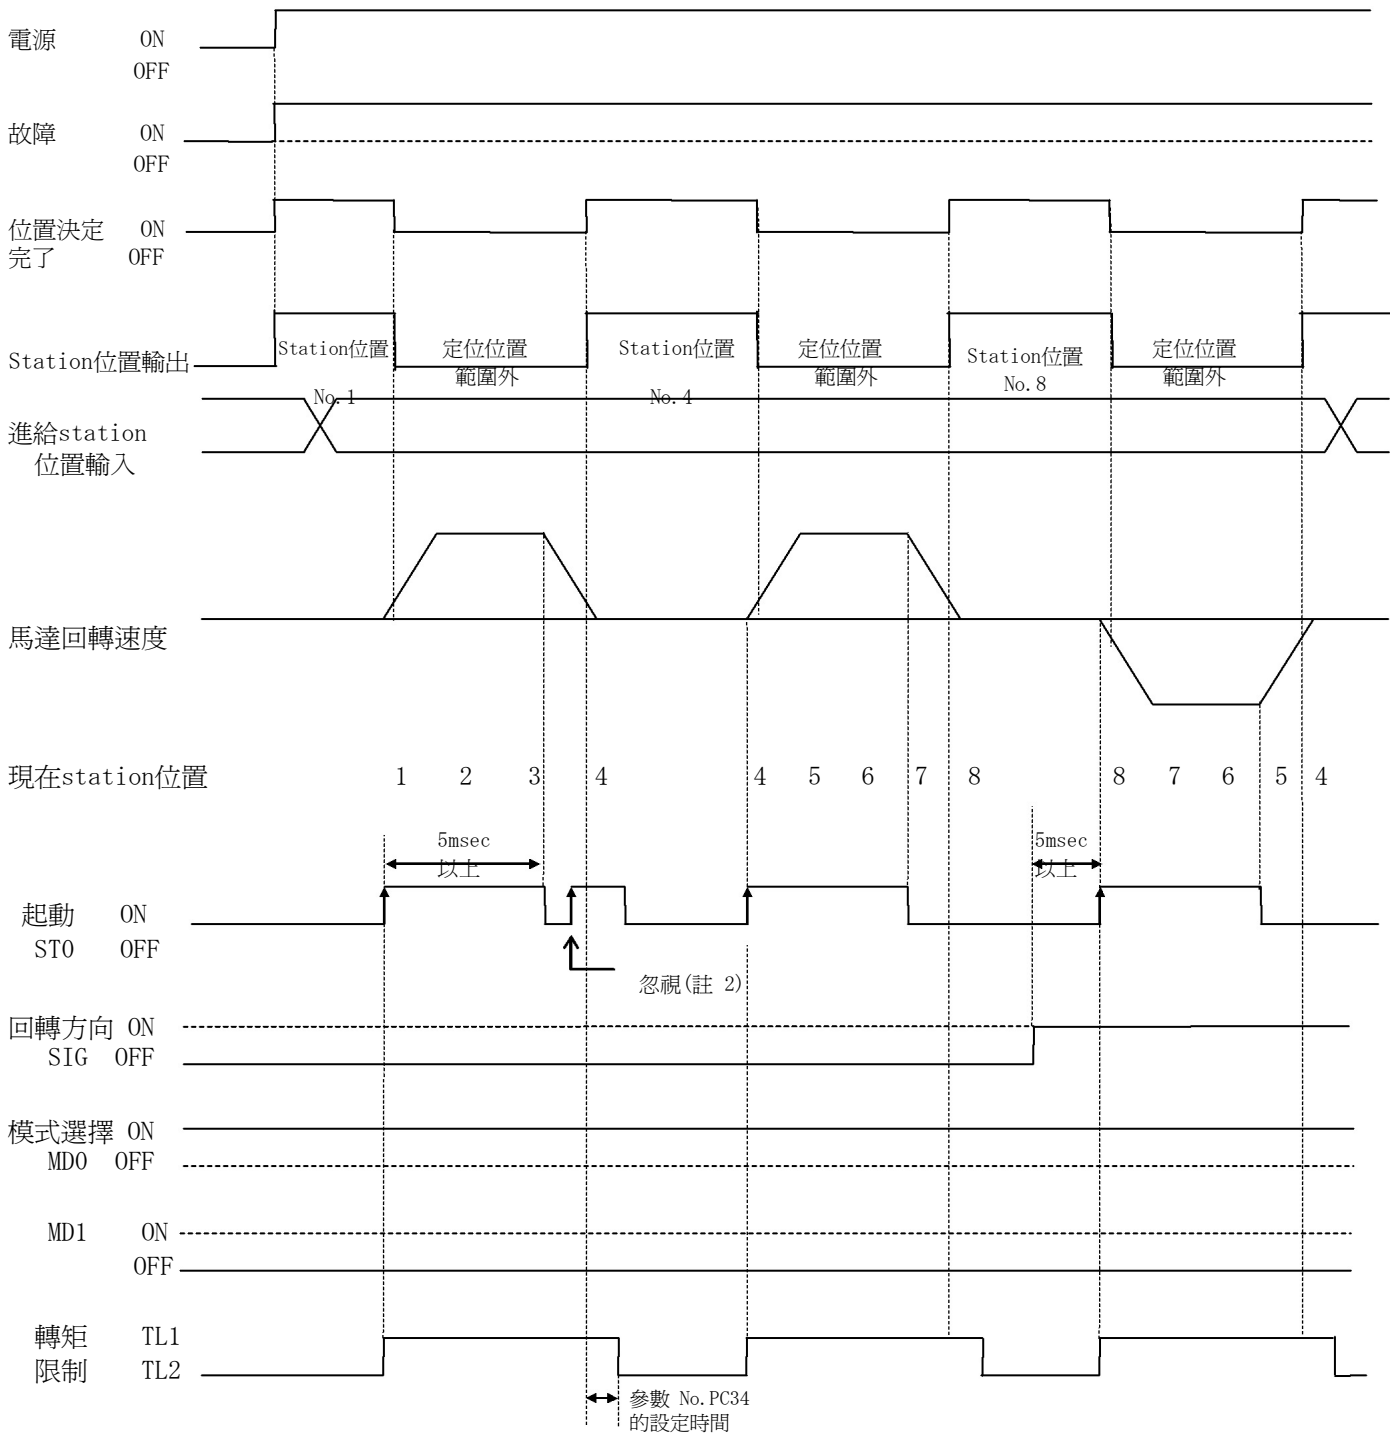 電源 ON
OFF
故障 ON
OFF
位置決定 ON
完了 OFF
Station位置輸出
Station位置
No.1
定位位置
範圍外
Station位置
No.4
定位位置
範圍外
Station位置
No.8
定位位置
範圍外
進給station
位置輸入
馬達回轉速度
現在station位置 1 2 3 4 4 5 6 7 8 8 7 6 5 4
5msec
以上
5msec
以上
起動 ON
ST0 OFF
忽視(註 2)
回轉方向 ON
SIG OFF
模式選擇 ON
MD0 OFF
MD1 ON
OFF
轉矩 TL1
限制 TL2
參數 No.PC34
的設定時間